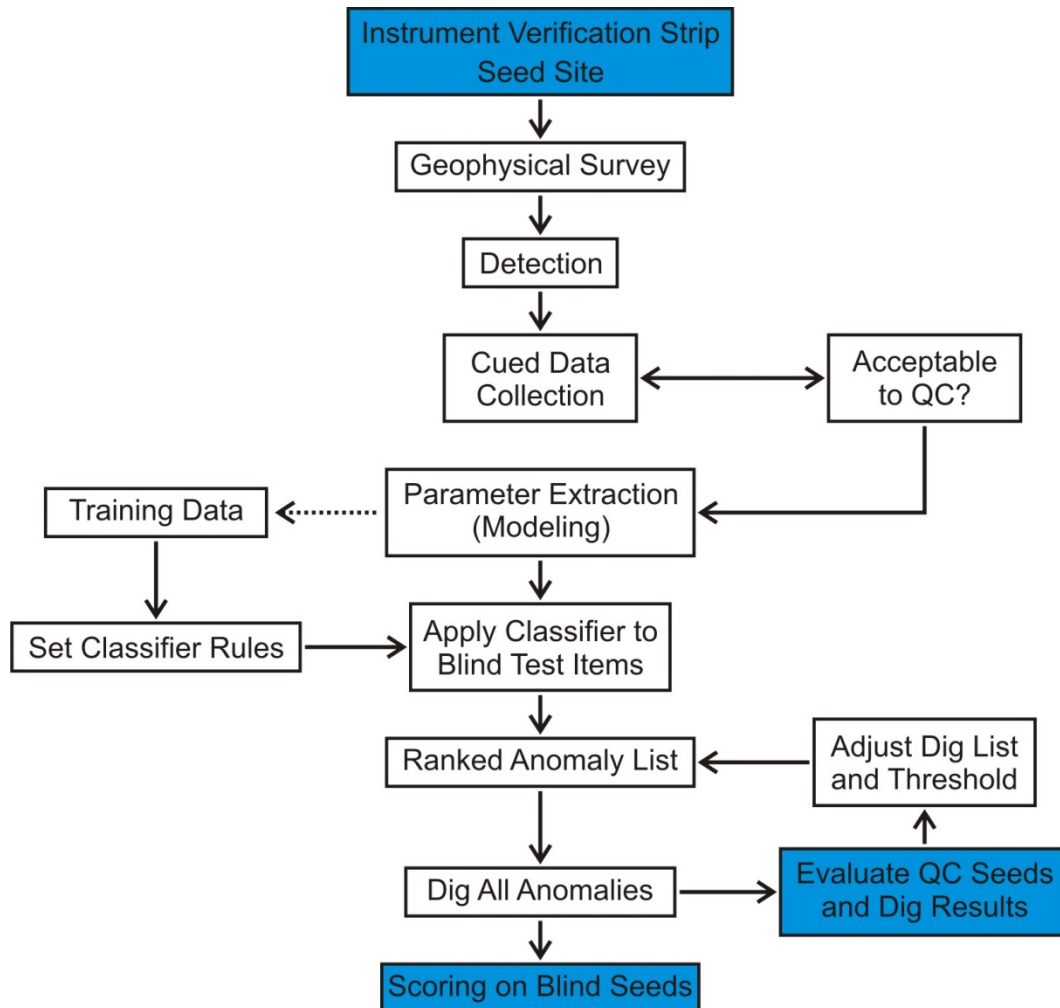 Instrument Verification Strip
Seed Site
Geophysical Survey
Detection
Cued Data
Collection
Acceptable
to QC?
Parameter Extraction
(Modeling)
Training Data
Set Classifier Rules
Apply Classifier to
Blind Test Items
Ranked Anomaly List
Adjust Dig List
and Threshold
Dig All Anomalies
Evaluate QC Seeds
and Dig Results
Scoring on Blind Seeds